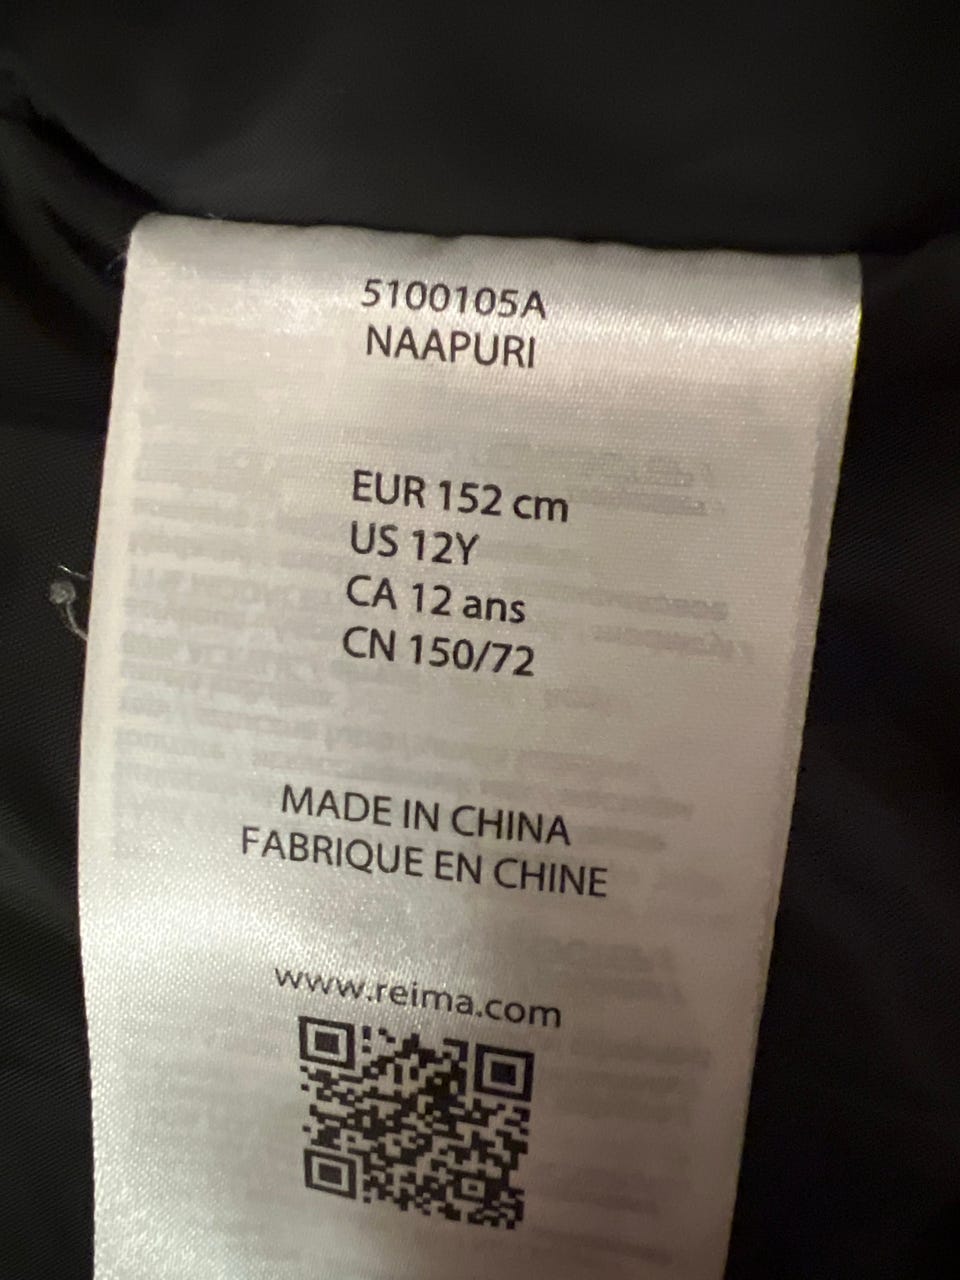 5100105A
NAAPURI
EUR 152 cm
US 12Y
CA 12 ans
CN 150/72
MADE IN CHINA
FABRIQUE EN CHINE
www.reima.com